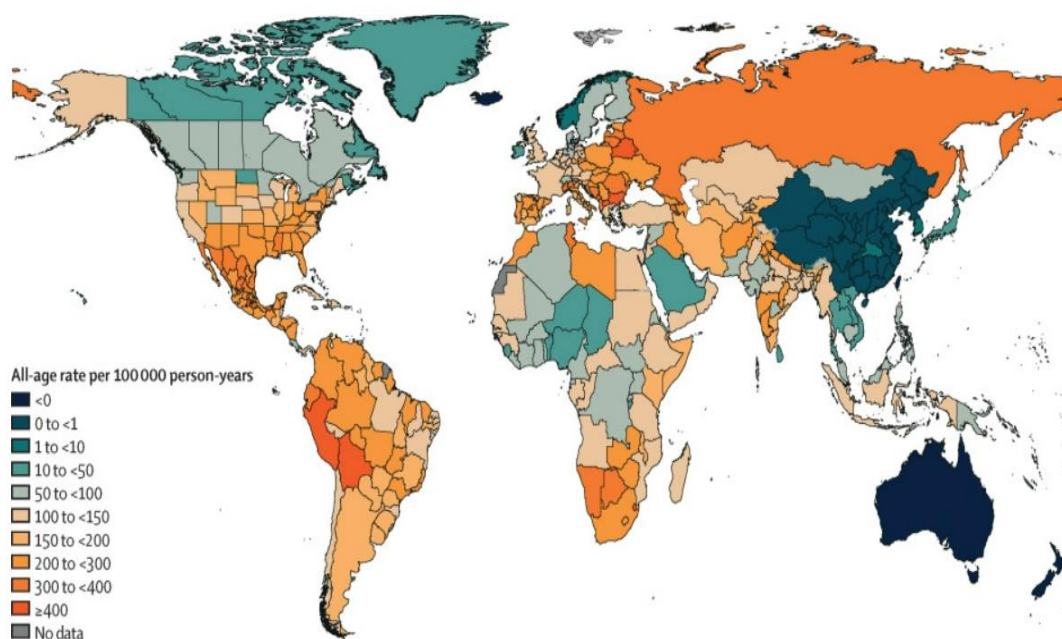 All-age rate per 100 000 person-years
<0
0 to <1
1 to <10
10 to <50
50 to <100
100 to <150
150 to <200
200 to <300
300 to <400
≥400
No data